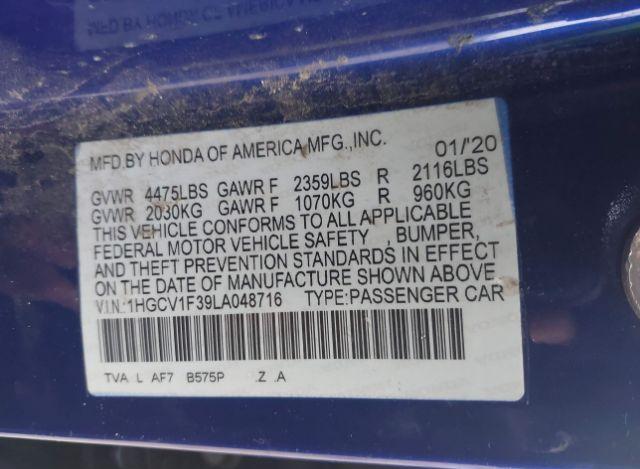 MFD.BY HONDA OF AMERICA MFG.,INC. 01/'20
GVWR 4475LBS GAWR F 2359LBS R 2116LBS
GVWR 2030KG GAWR F 1070KG R 960KG
THIS VEHICLE CONFORMS TO ALL APPLICABLE
FEDERAL MOTOR VEHICLE SAFETY , BUMPER,
AND THEFT PREVENTION STANDARDS IN EFFECT
ON THE DATE OF MANUFACTURE SHOWN ABOVE
V.I.N.:1HGCV1F39LA048716 TYPE:PASSENGER CAR
TVA L AF7 B575P .Z .A